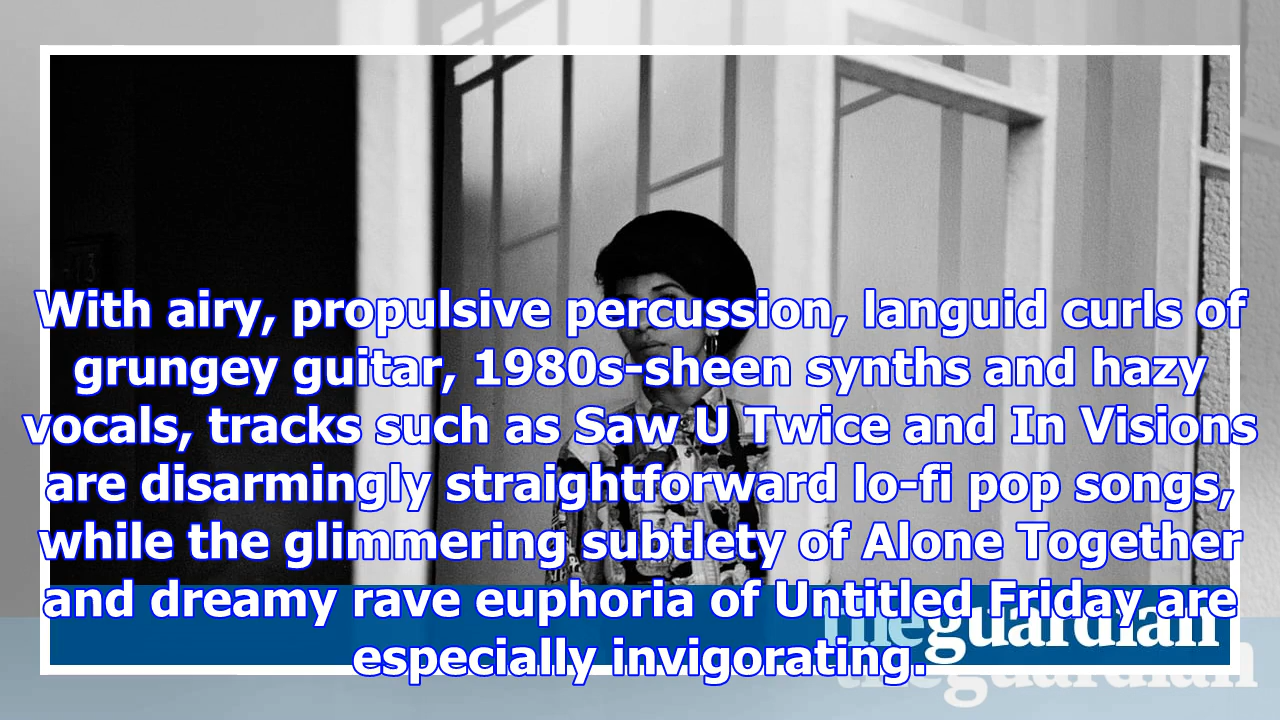 With airy, propulsive percussion, languid curls of
grungey guitar, 1980s-sheen synths and hazy
vocals, tracks such as Saw U Twice and In Visions
are disarmingly straightforward lo-fi pop songs,
while the glimmering subtlety of Alone Together
and dreamy rave euphoria of Untitled Friday are
especially invigorating.
theguardian
theguardian